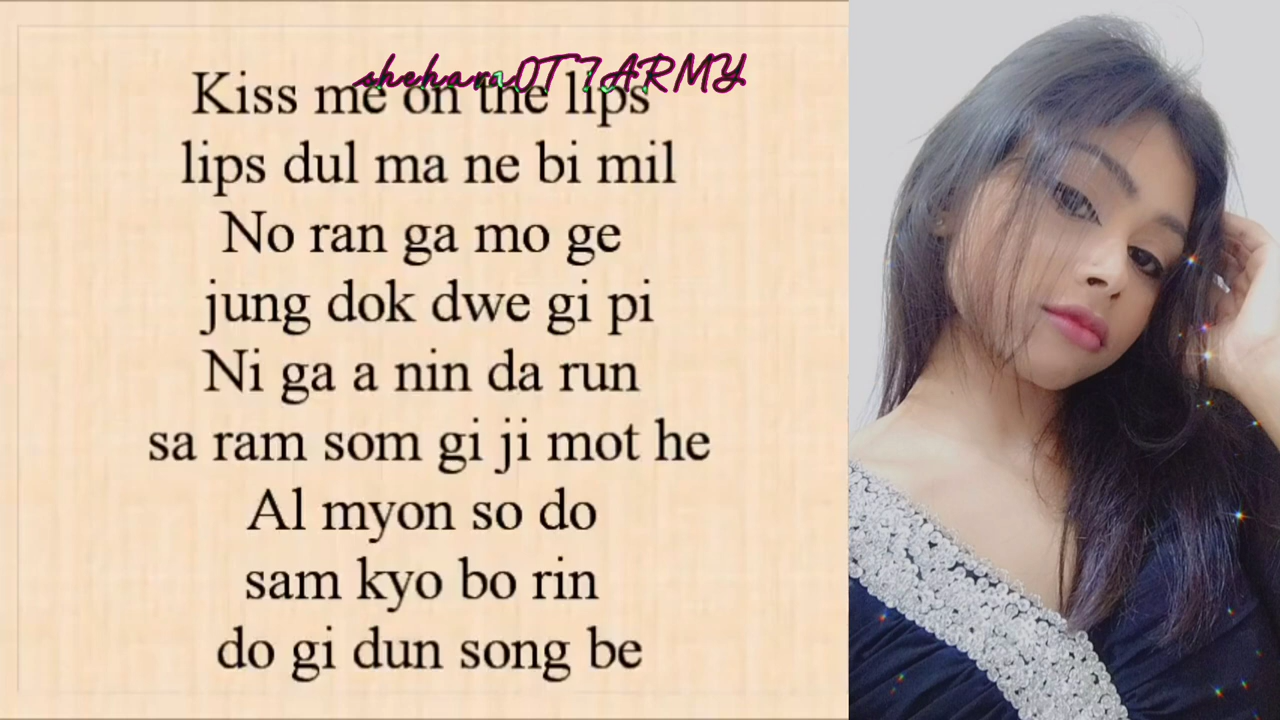 sheharaOT7ARMY
Kiss me on the lips
lips dul ma ne bi mil
No ran ga mo ge
jung dok dwe gi pi
Ni ga a nin da run
sa ram som gi ji mot he
Al myon so do
sam kyo bo rin
do gi dun song be